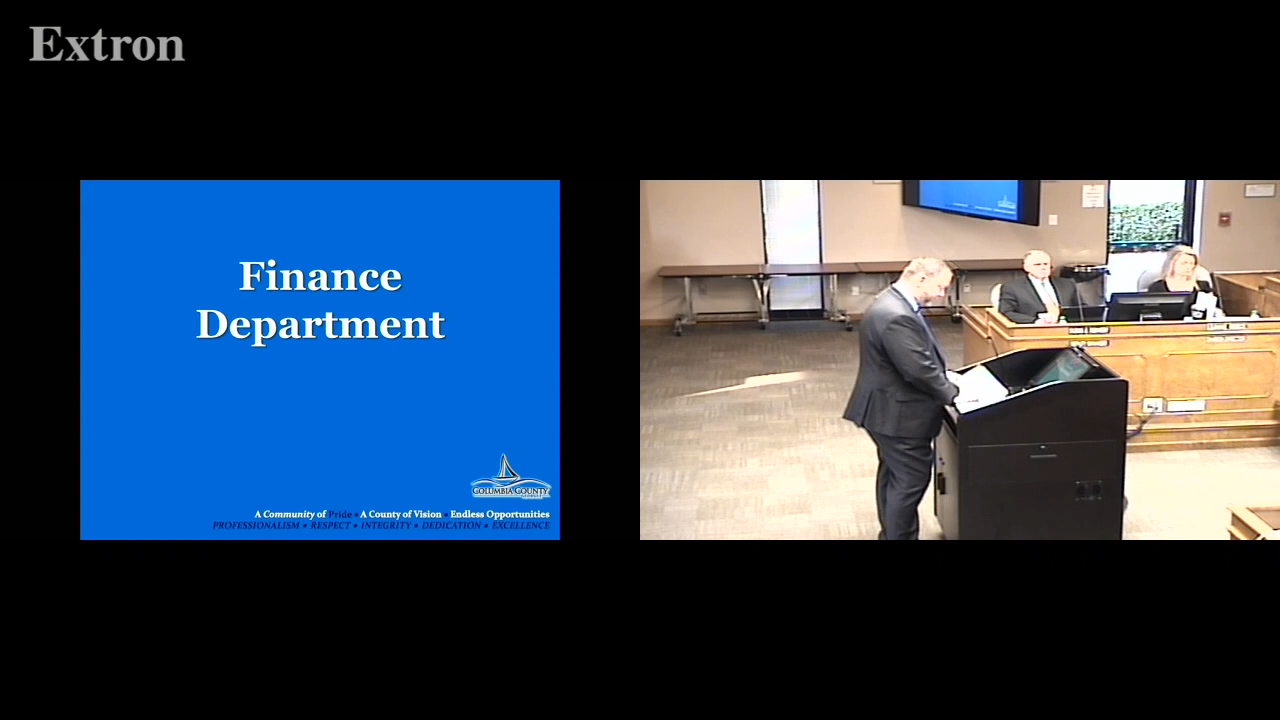 Extron
Finance
Department
COLUMBIA COUNTY
A Community of Pride • A County of Vision • Endless Opportunities
PROFESSIONALISM • RESPECT • INTEGRITY • DEDICATION • EXCELLENCE